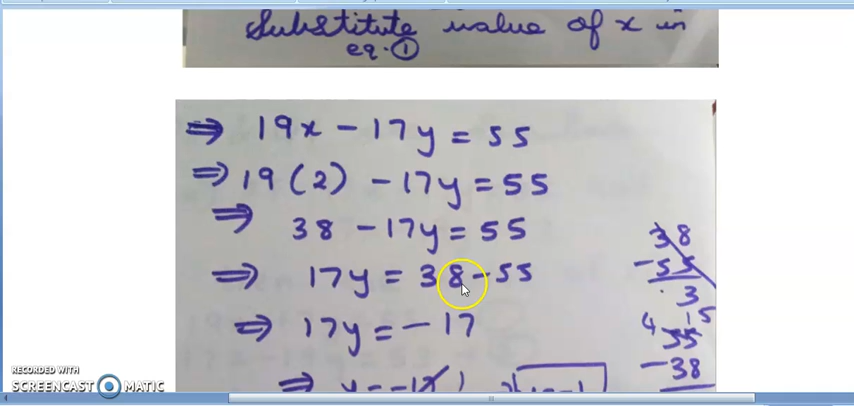 Substitute value of x in
eq. ①
⇒ 19x - 17y = 55
⇒ 19 (2) - 17y = 55
⇒ 38 - 17y = 55
⇒ 17y = 38 - 55
⇒ 17y = -17
38
- 55
3
4 15
55
- 38
RECORDED WITH
SCREENCAST MATIC